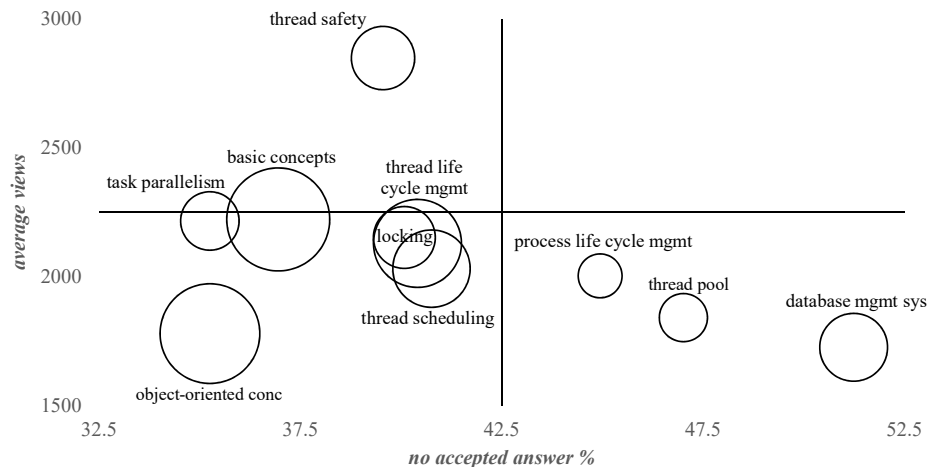 3000
thread safety
2500
basic concepts
thread life
cycle mgmt
task parallelism
average views
locking
process life cycle mgmt
2000
thread pool
database mgmt sys
thread scheduling
object-oriented conc
1500
32.5
37.5
42.5
47.5
52.5
no accepted answer %